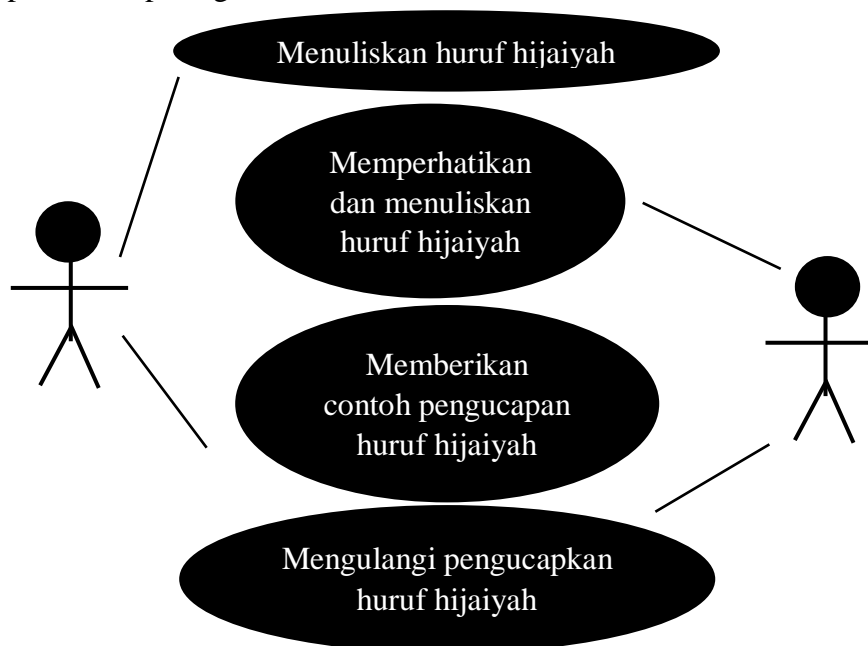 Menuliskan huruf hijaiyah
Memperhatikan
dan menuliskan
huruf hijaiyah
Memberikan
contoh pengucapan
huruf hijaiyah
Mengulangi pengucapkan
huruf hijaiyah